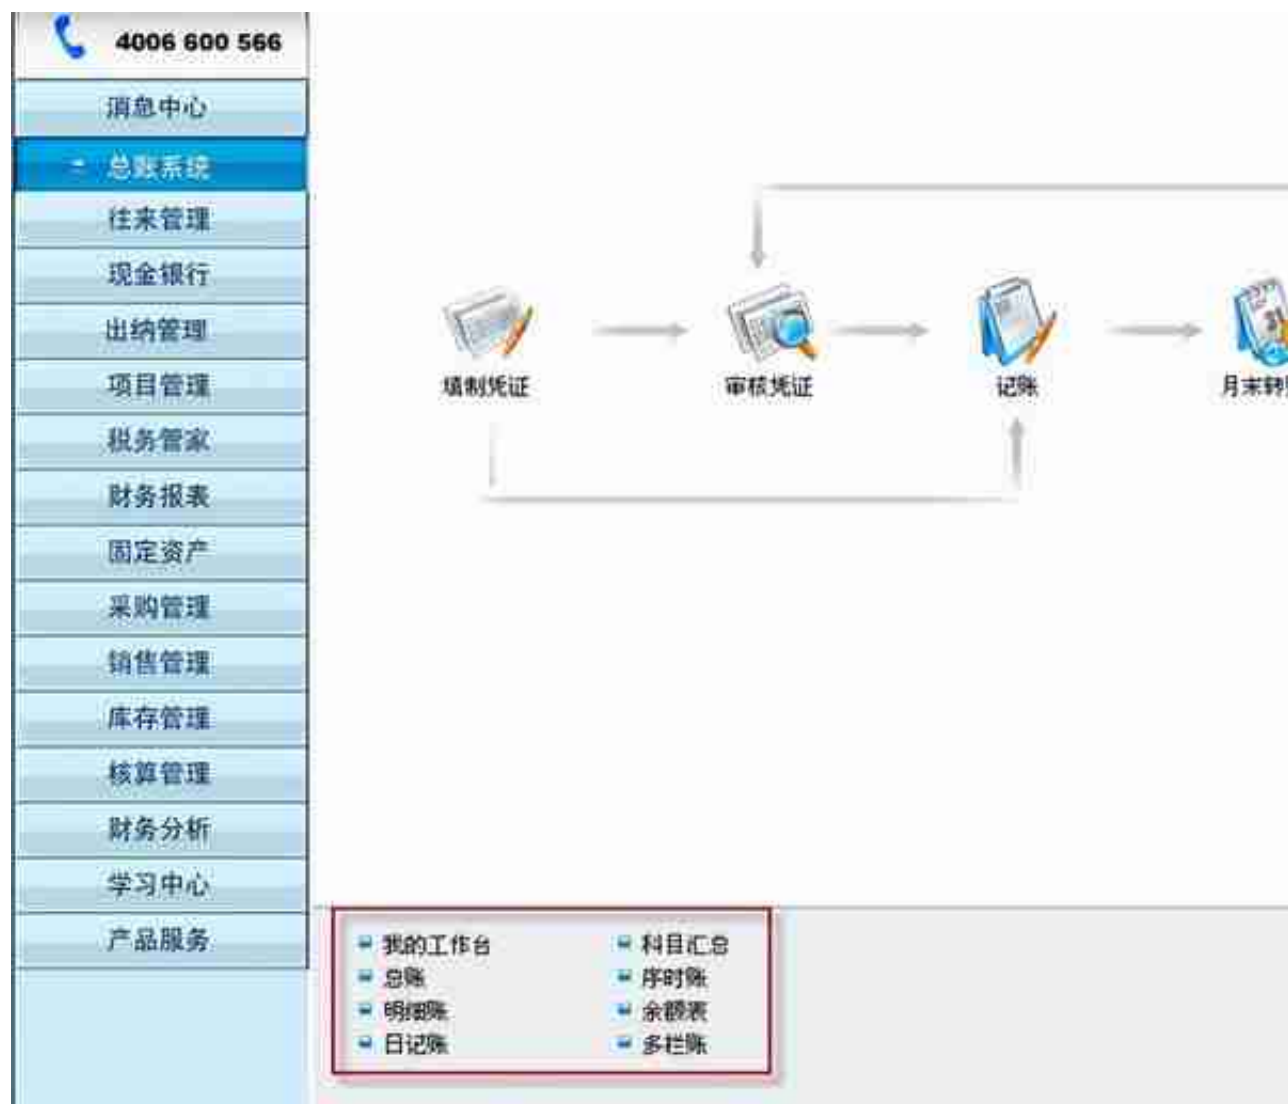 4006 600 566
消息中心
总账系统
往来管理
现金银行
出纳管理
项目管理
税务管家
财务报表
固定资产
采购管理
销售管理
库存管理
核算管理
财务分析
学习中心
产品服务
填制凭证
审核凭证
记账
月末转
我的工作台
科目汇总
总账
序时账
明细账
余额表
日记账
多栏账